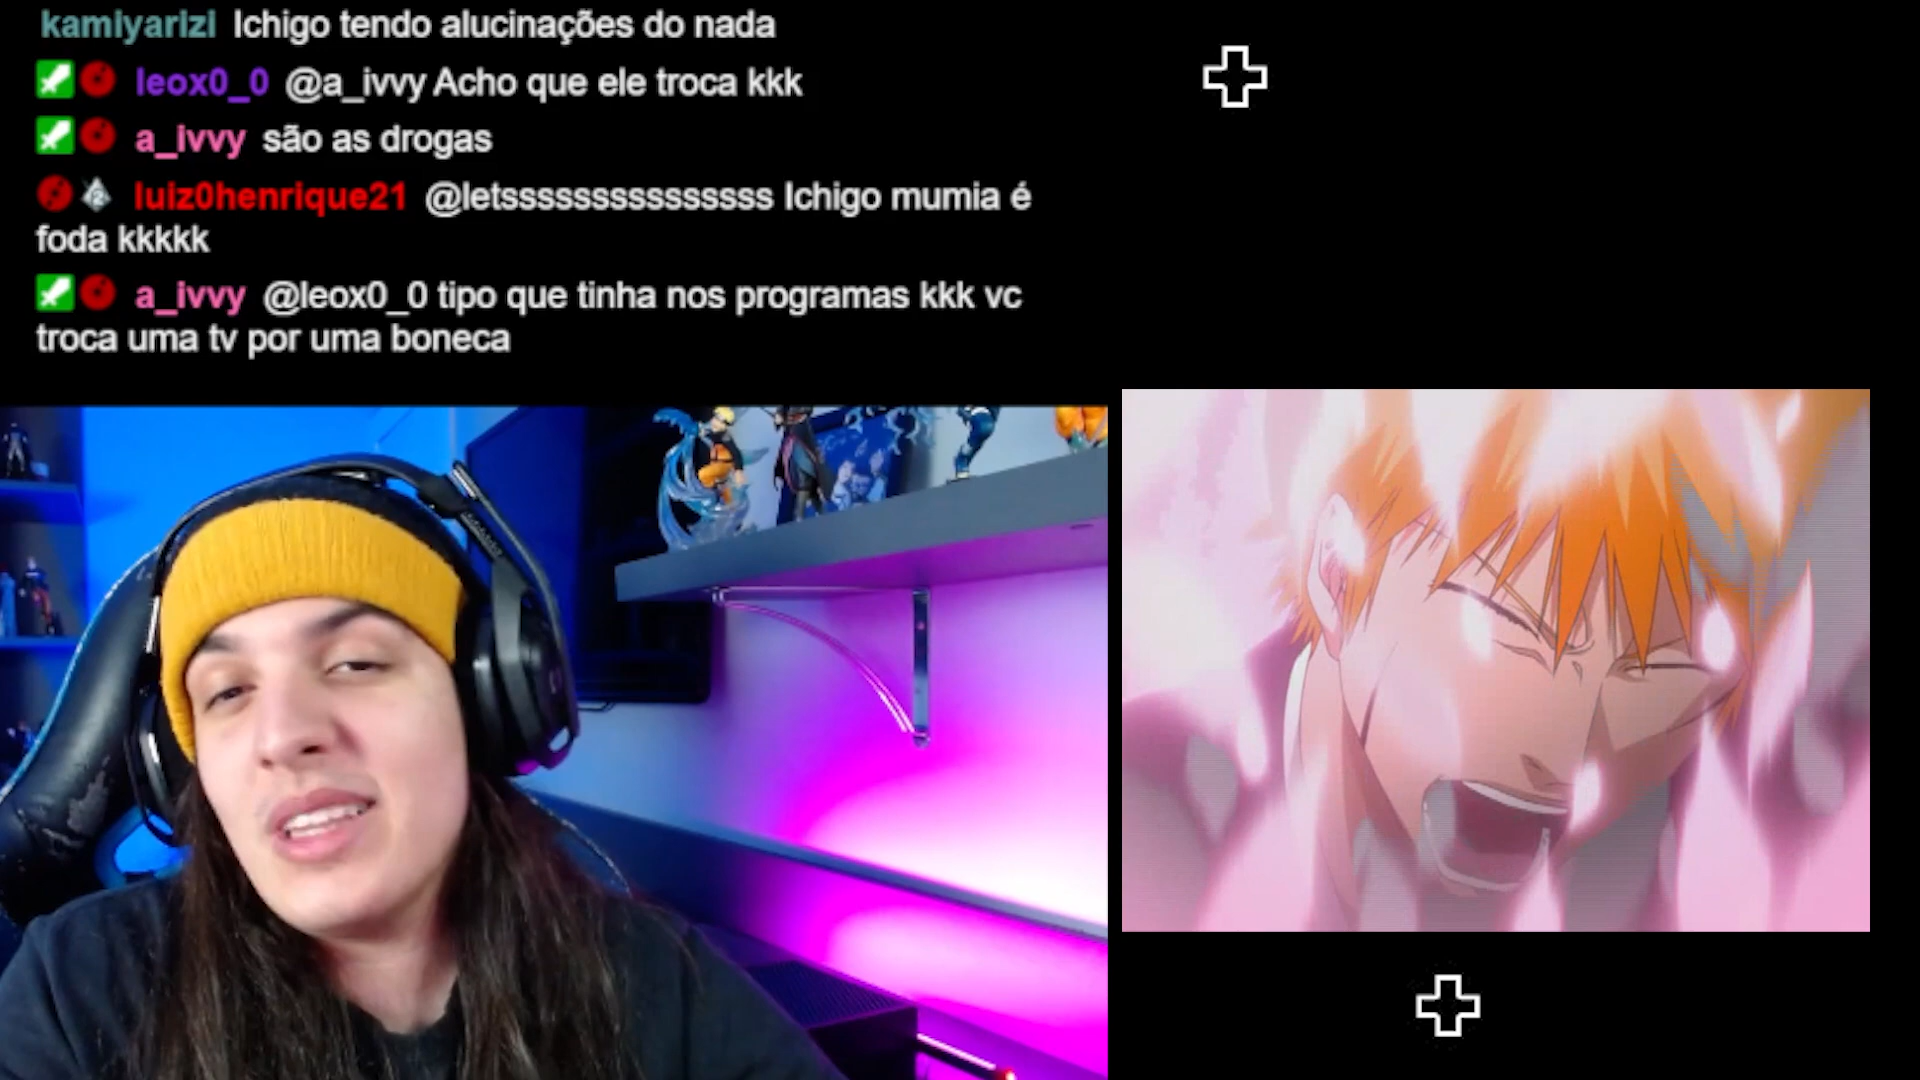 kamiyarizi Ichigo tendo alucinações do nada
leox0_0 @a_ivvy Acho que ele troca kkk
a_ivvy são as drogas
luiz0henrique21 @letsssssssssssssss Ichigo mumia é
foda kkkkk
a_ivvy @leox0_0 tipo que tinha nos programas kkk vc
troca uma tv por uma boneca